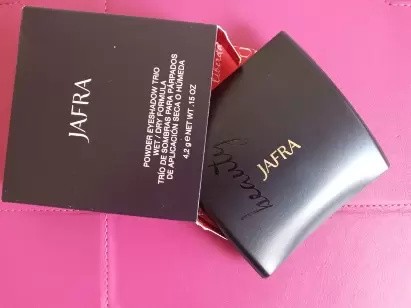 JAFRA
POWDER EYESHADOW TRIO
WET / DRY FORMULA
TRÍO DE SOMBRAS PARA PÁRPADOS
DE APLICACIÓN SECA O HÚMEDA
4,2 g e NET WT. .15 OZ
JAFRA
beauty